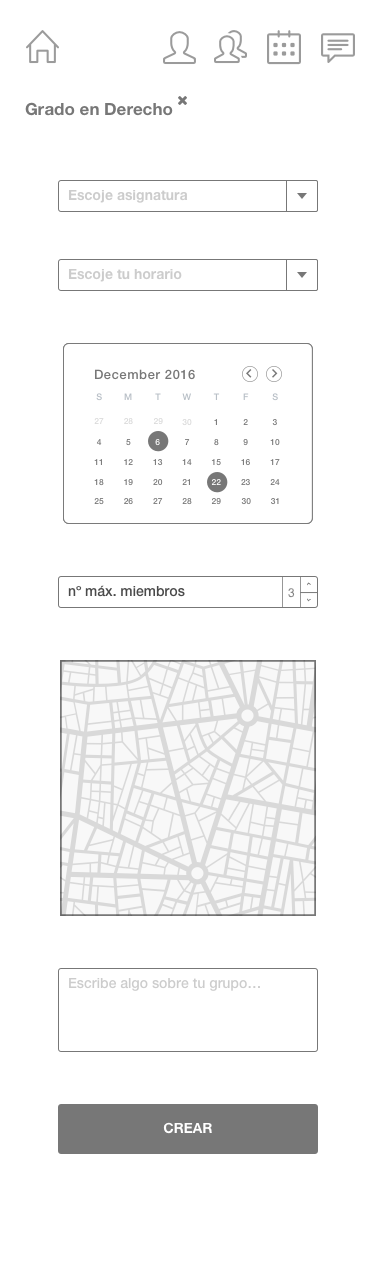 Grado en Derecho ✖
Escoje asignatura
Escoje tu horario
December 2016
S M T W T F S
27 28 29 30 1 2 3
4 5 6 7 8 9 10
11 12 13 14 15 16 17
18 19 20 21 22 23 24
25 26 27 28 29 30 31
nº máx. miembros 3
Escribe algo sobre tu grupo...
CREAR